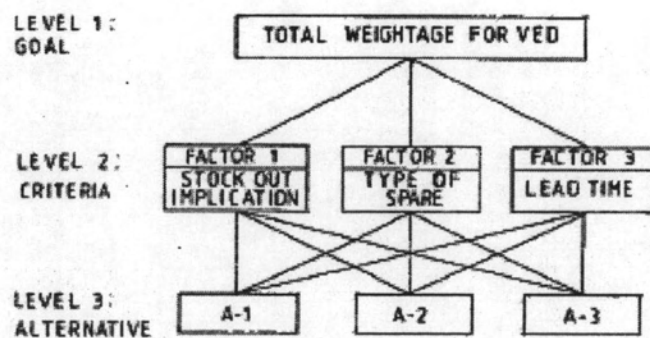 LEVEL 1:
GOAL
TOTAL WEIGHTAGE FOR VED
LEVEL 2:
CRITERIA
FACTOR 1
STOCK OUT
IMPLICATION
FACTOR 2
TYPE OF
SPARE
FACTOR 3
LEAD TIME
LEVEL 3:
ALTERNATIVE
A-1
A-2
A-3